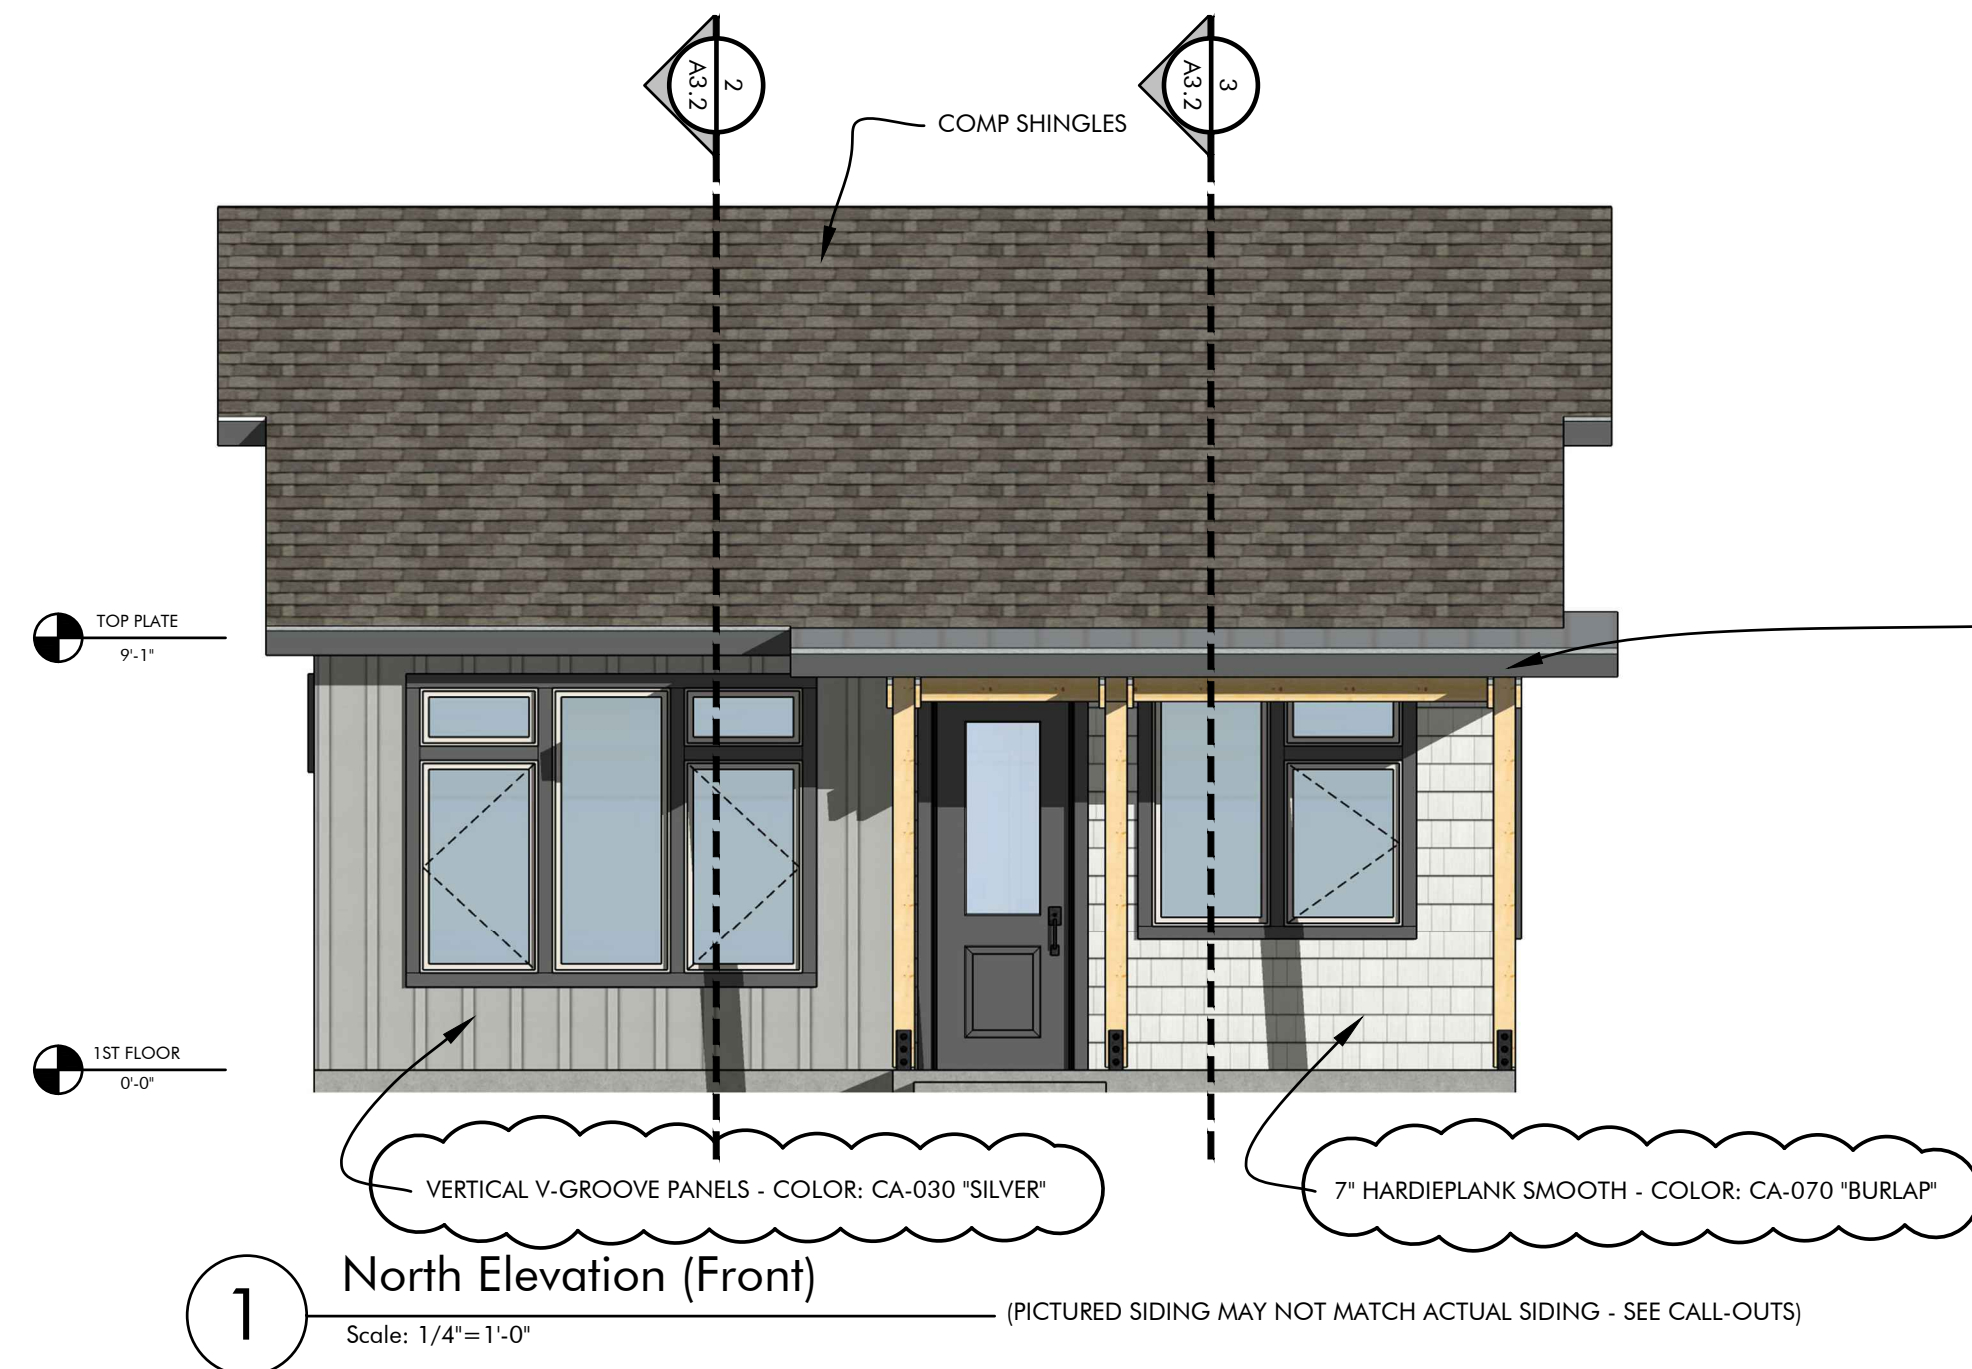 2
A3.2
3
A3.2
COMP SHINGLES
TOP PLATE
9'-1"
1ST FLOOR
0'-0"
VERTICAL V-GROOVE PANELS - COLOR: CA-030 "SILVER"
7" HARDIEPLANK SMOOTH - COLOR: CA-070 "BURLAP"
1
North Elevation (Front)
Scale: 1/4"=1'-0"
(PICTURED SIDING MAY NOT MATCH ACTUAL SIDING - SEE CALL-OUTS)